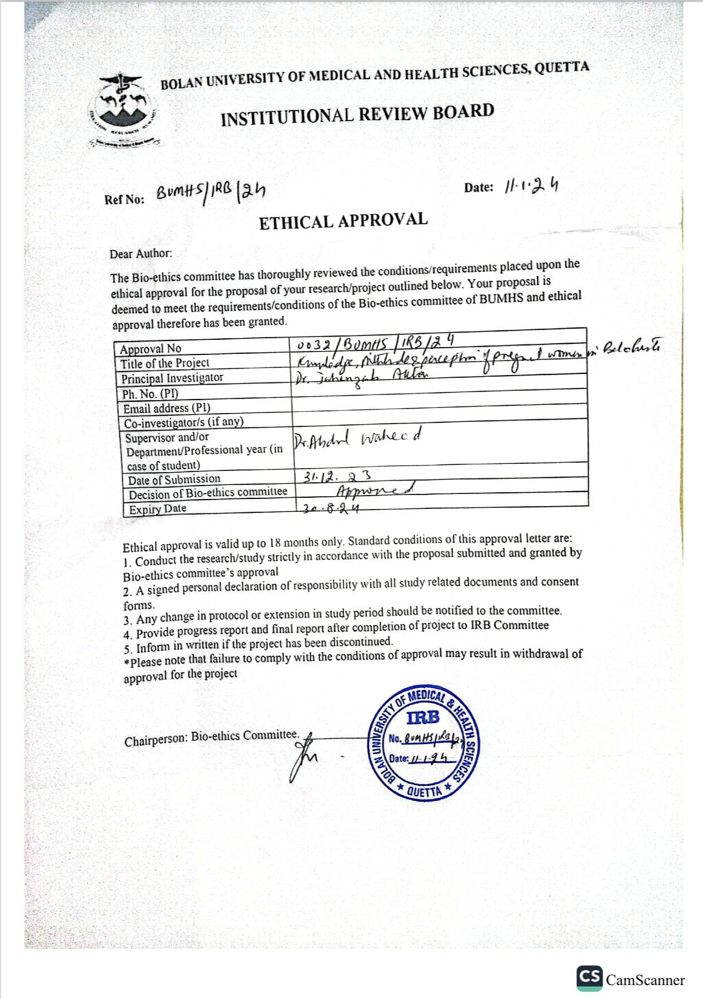 BOLAN UNIVERSITY OF MEDICAL AND HEALTH SCIENCES, QUETTA
INSTITUTIONAL REVIEW BOARD
RESEARCH
Ref No: BUMHS/IRB/24
Date: 11.1.24
ETHICAL APPROVAL
Dear Author:
The Bio-ethics committee has thoroughly reviewed the conditions/requirements placed upon the
ethical approval for the proposal of your research/project outlined below. Your proposal is
deemed to meet the requirements/conditions of the Bio-ethics committee of BUMHS and ethical
approval therefore has been granted.
Approval No 0032/BUMHS/IRB/24
Title of the Project Knowledge, Attitude & perception of pregnant women in
Principal Investigator Dr.
Ph. No. (PI)
Email address (PI)
Co-investigator/s (if any)
Supervisor and/or
Department/Professional year (in
case of student)
Dr. Abdul Waheed
Date of Submission 31.12.23
Decision of Bio-ethics committee Approved
Expiry Date 30.8.24
Ethical approval is valid up to 18 months only. Standard conditions of this approval letter are:
1. Conduct the research/study strictly in accordance with the proposal submitted and granted by
Bio-ethics committee’s approval
2. A signed personal declaration of responsibility with all study related documents and consent
forms.
3. Any change in protocol or extension in study period should be notified to the committee.
4. Provide progress report and final report after completion of project to IRB Committee
5. Inform in written if the project has been discontinued.
*Please note that failure to comply with the conditions of approval may result in withdrawal of
approval for the project
Chairperson: Bio-ethics Committee.
BOLAN UNIVERSITY OF MEDICAL & HEALTH SCIENCES
IRB
No. BUMHS/IRB/24
Date: 11.1.24
★ QUETTA ★
CS CamScanner